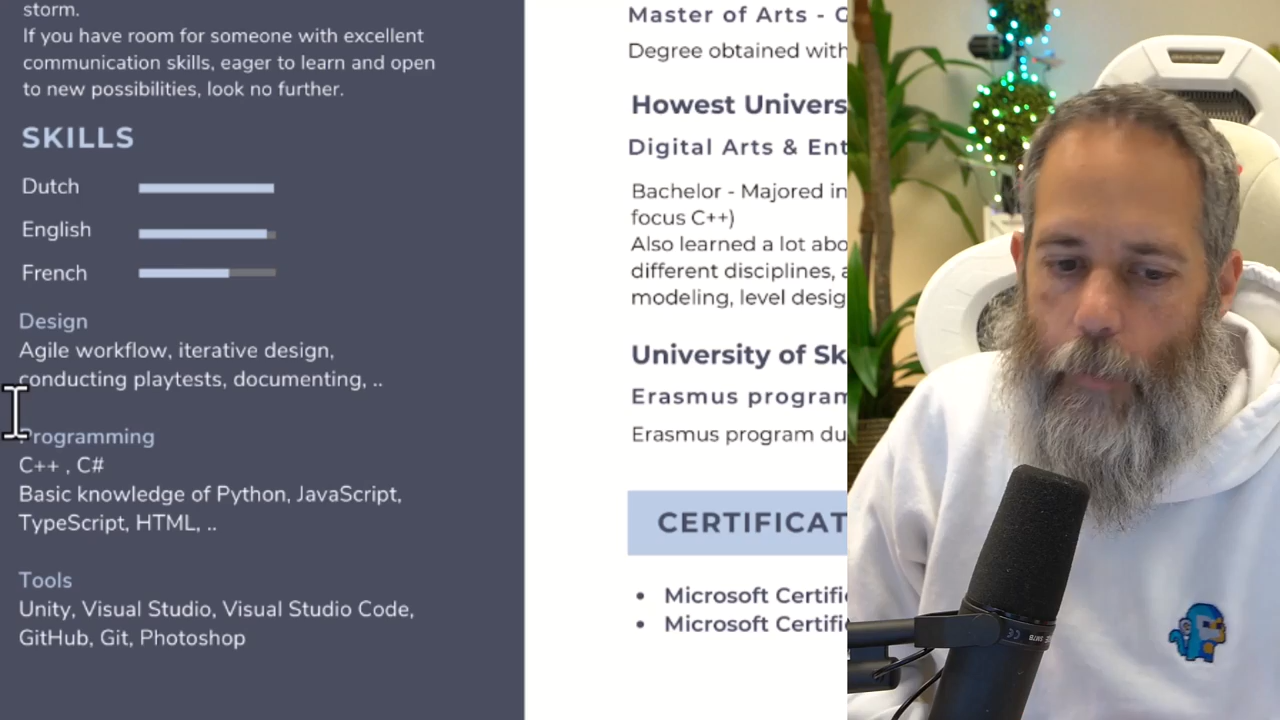 storm.
If you have room for someone with excellent
communication skills, eager to learn and open
to new possibilities, look no further.
SKILLS
Dutch
English
French
Design
Agile workflow, iterative design,
conducting playtests, documenting, ..
Programming
C++ , C#
Basic knowledge of Python, JavaScript,
TypeScript, HTML, ..
Tools
Unity, Visual Studio, Visual Studio Code,
GitHub, Git, Photoshop
Master of Arts - G
Degree obtained with
Howest Univers
Digital Arts & Ent
Bachelor - Majored in
focus C++)
Also learned a lot abo
different disciplines, a
modeling, level desig
University of Sk
Erasmus program
Erasmus program du
CERTIFICAT
• Microsoft Certifi
• Microsoft Certifi